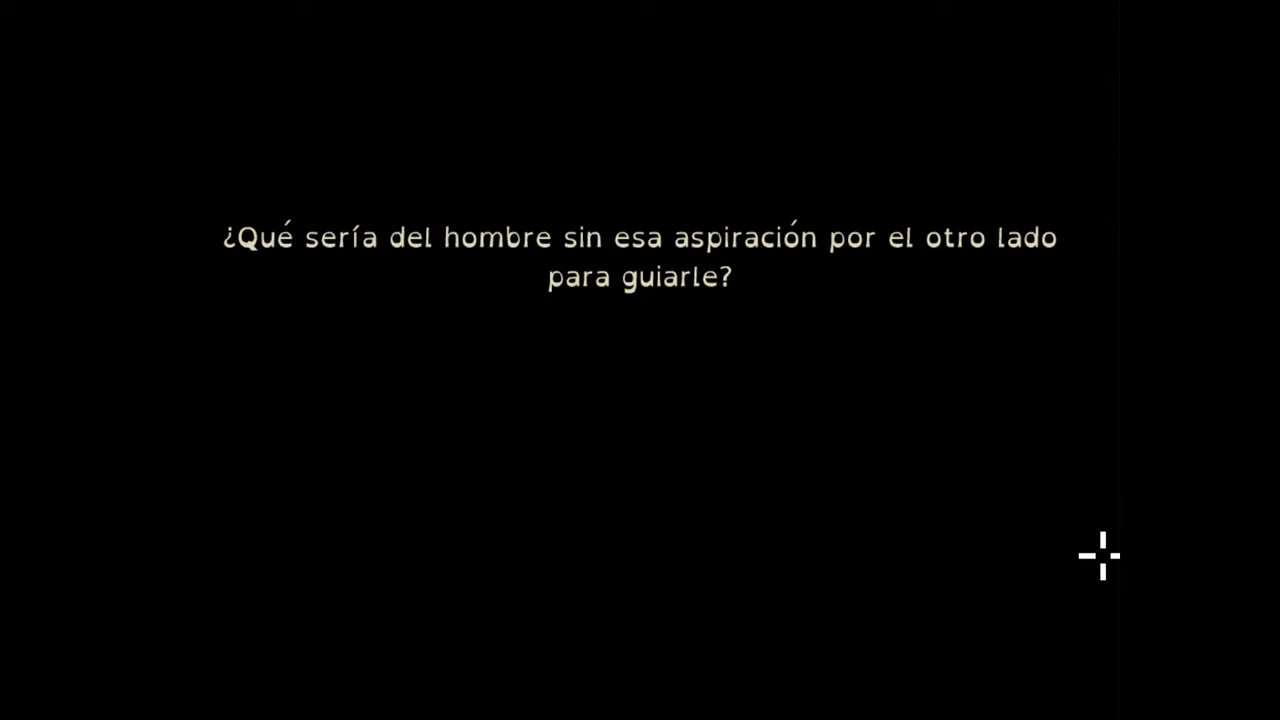 ¿Qué sería del hombre sin esa aspiración por el otro lado
para guiarle?